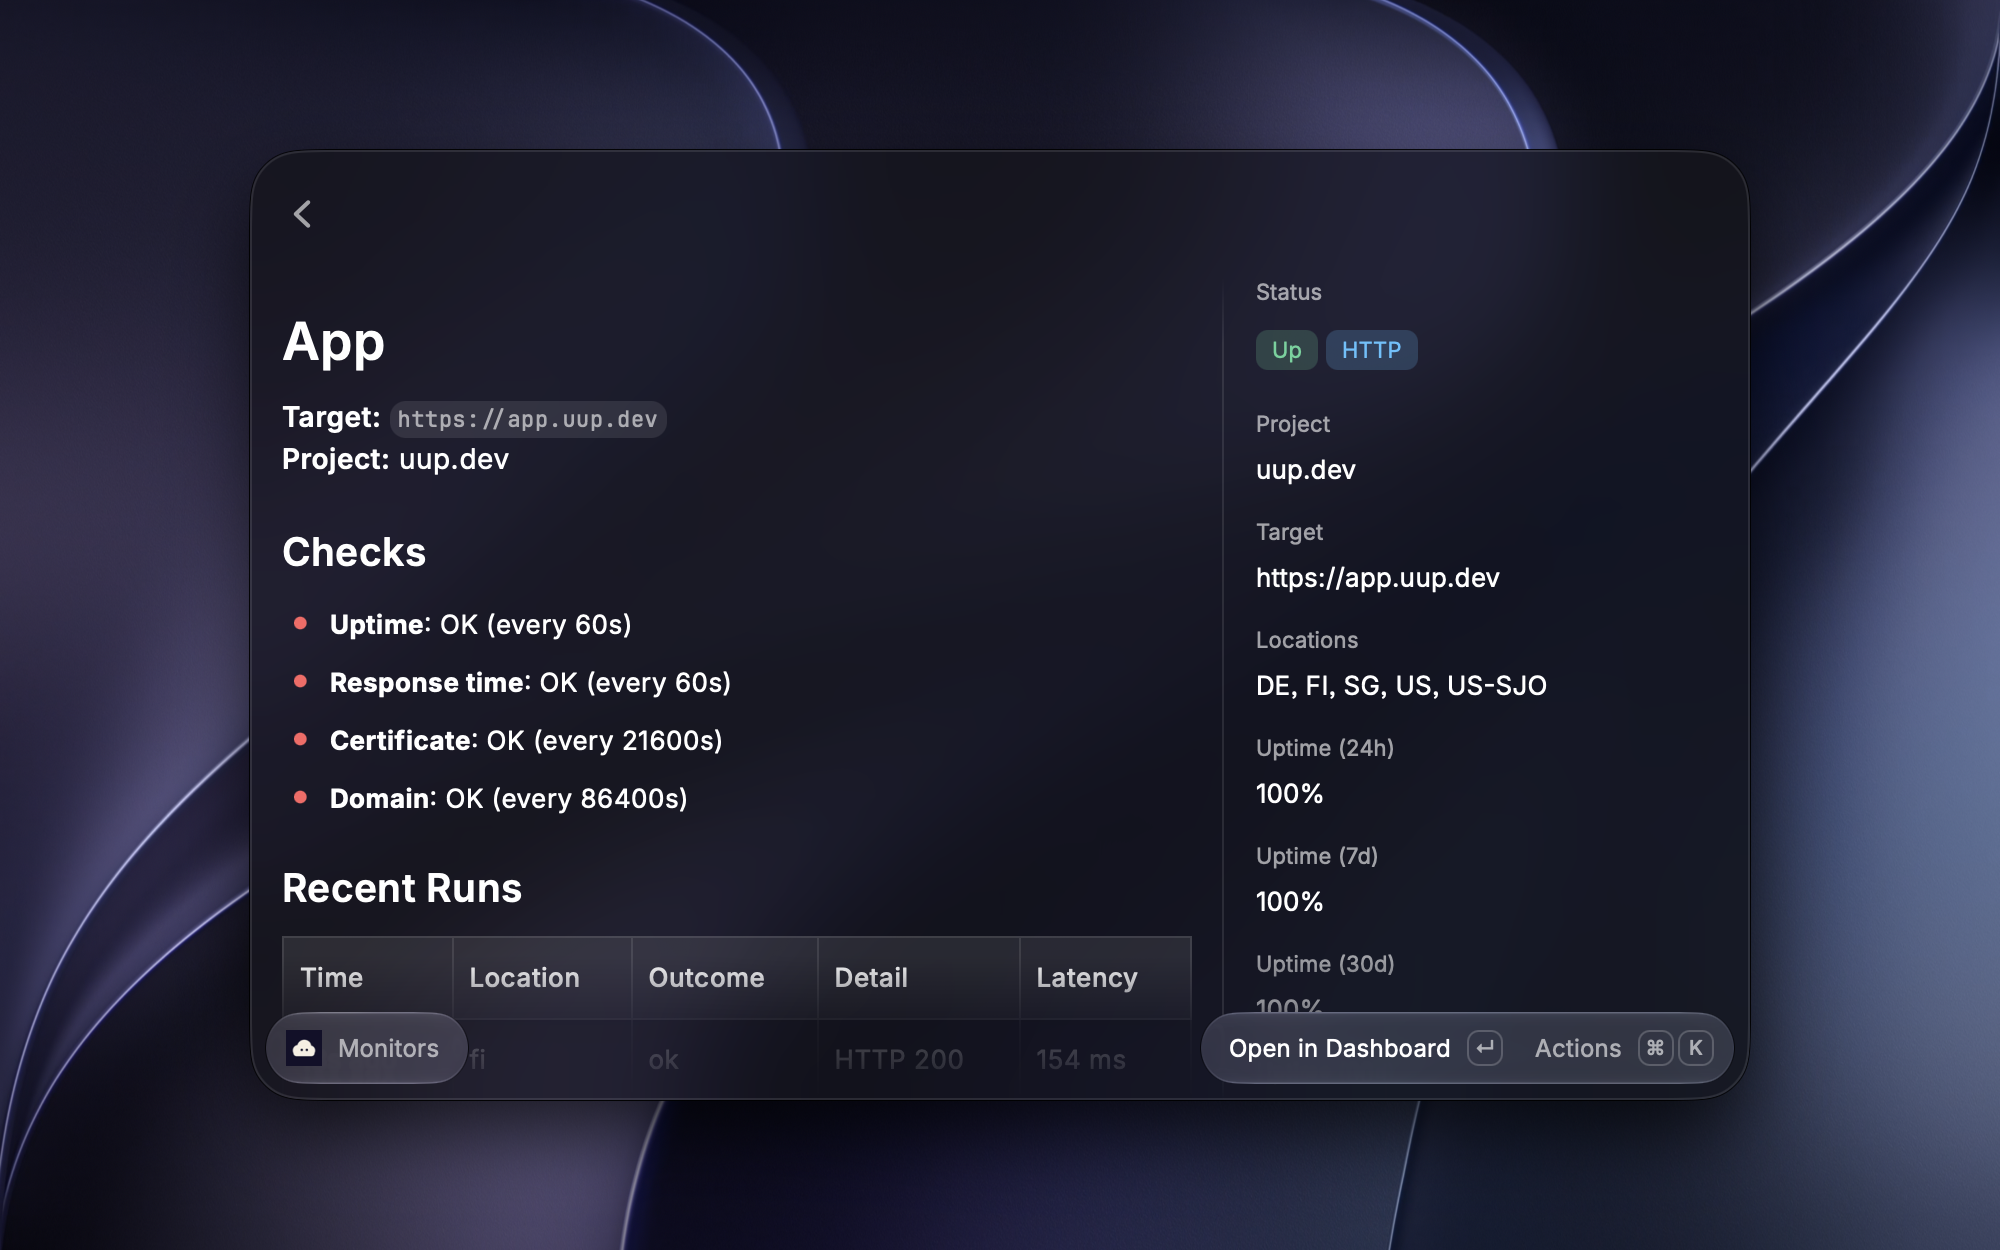 App
Target: https://app.uup.dev
Project: uup.dev
Checks
Uptime: OK (every 60s)
Response time: OK (every 60s)
Certificate: OK (every 21600s)
Domain: OK (every 86400s)
Recent Runs
Time Location Outcome Detail Latency
fi ok HTTP 200 154 ms
Status
Up HTTP
Project
uup.dev
Target
https://app.uup.dev
Locations
DE, FI, SG, US, US-SJO
Uptime (24h)
100%
Uptime (7d)
100%
Uptime (30d)
100%
Monitors
Open in Dashboard ↵ Actions ⌘ K